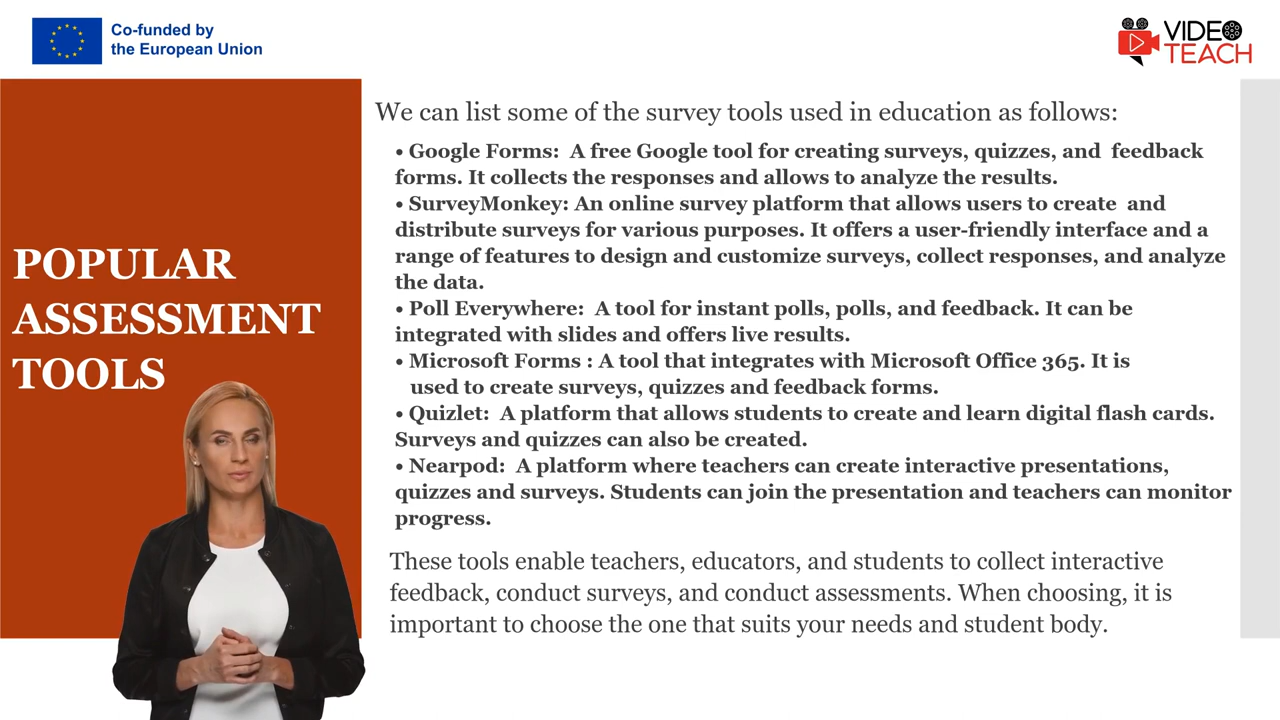 Co-funded by
the European Union
VIDEO
TEACH
POPULAR
ASSESSMENT
TOOLS
We can list some of the survey tools used in education as follows:
• Google Forms:  A free Google tool for creating surveys, quizzes, and  feedback
forms. It collects the responses and allows to analyze the results.
• SurveyMonkey: An online survey platform that allows users to create  and
distribute surveys for various purposes. It offers a user-friendly interface and a
range of features to design and customize surveys, collect responses, and analyze
the data.
• Poll Everywhere:  A tool for instant polls, polls, and feedback. It can be
integrated with slides and offers live results.
• Microsoft Forms : A tool that integrates with Microsoft Office 365. It is
used to create surveys, quizzes and feedback forms.
• Quizlet:  A platform that allows students to create and learn digital flash cards.
Surveys and quizzes can also be created.
• Nearpod:  A platform where teachers can create interactive presentations,
quizzes and surveys. Students can join the presentation and teachers can monitor
progress.
These tools enable teachers, educators, and students to collect interactive
feedback, conduct surveys, and conduct assessments. When choosing, it is
important to choose the one that suits your needs and student body.